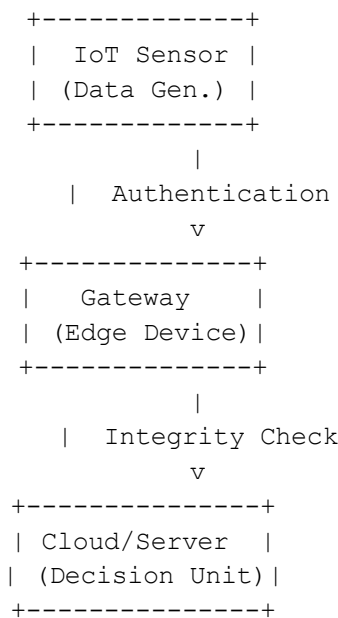 +-------------+
|  IoT Sensor |
| (Data Gen.) |
+-------------+
|
|  Authentication
v
+--------------+
|   Gateway    |
| (Edge Device)|
+--------------+
|
|  Integrity Check
v
+---------------+
| Cloud/Server  |
| (Decision Unit)|
+---------------+